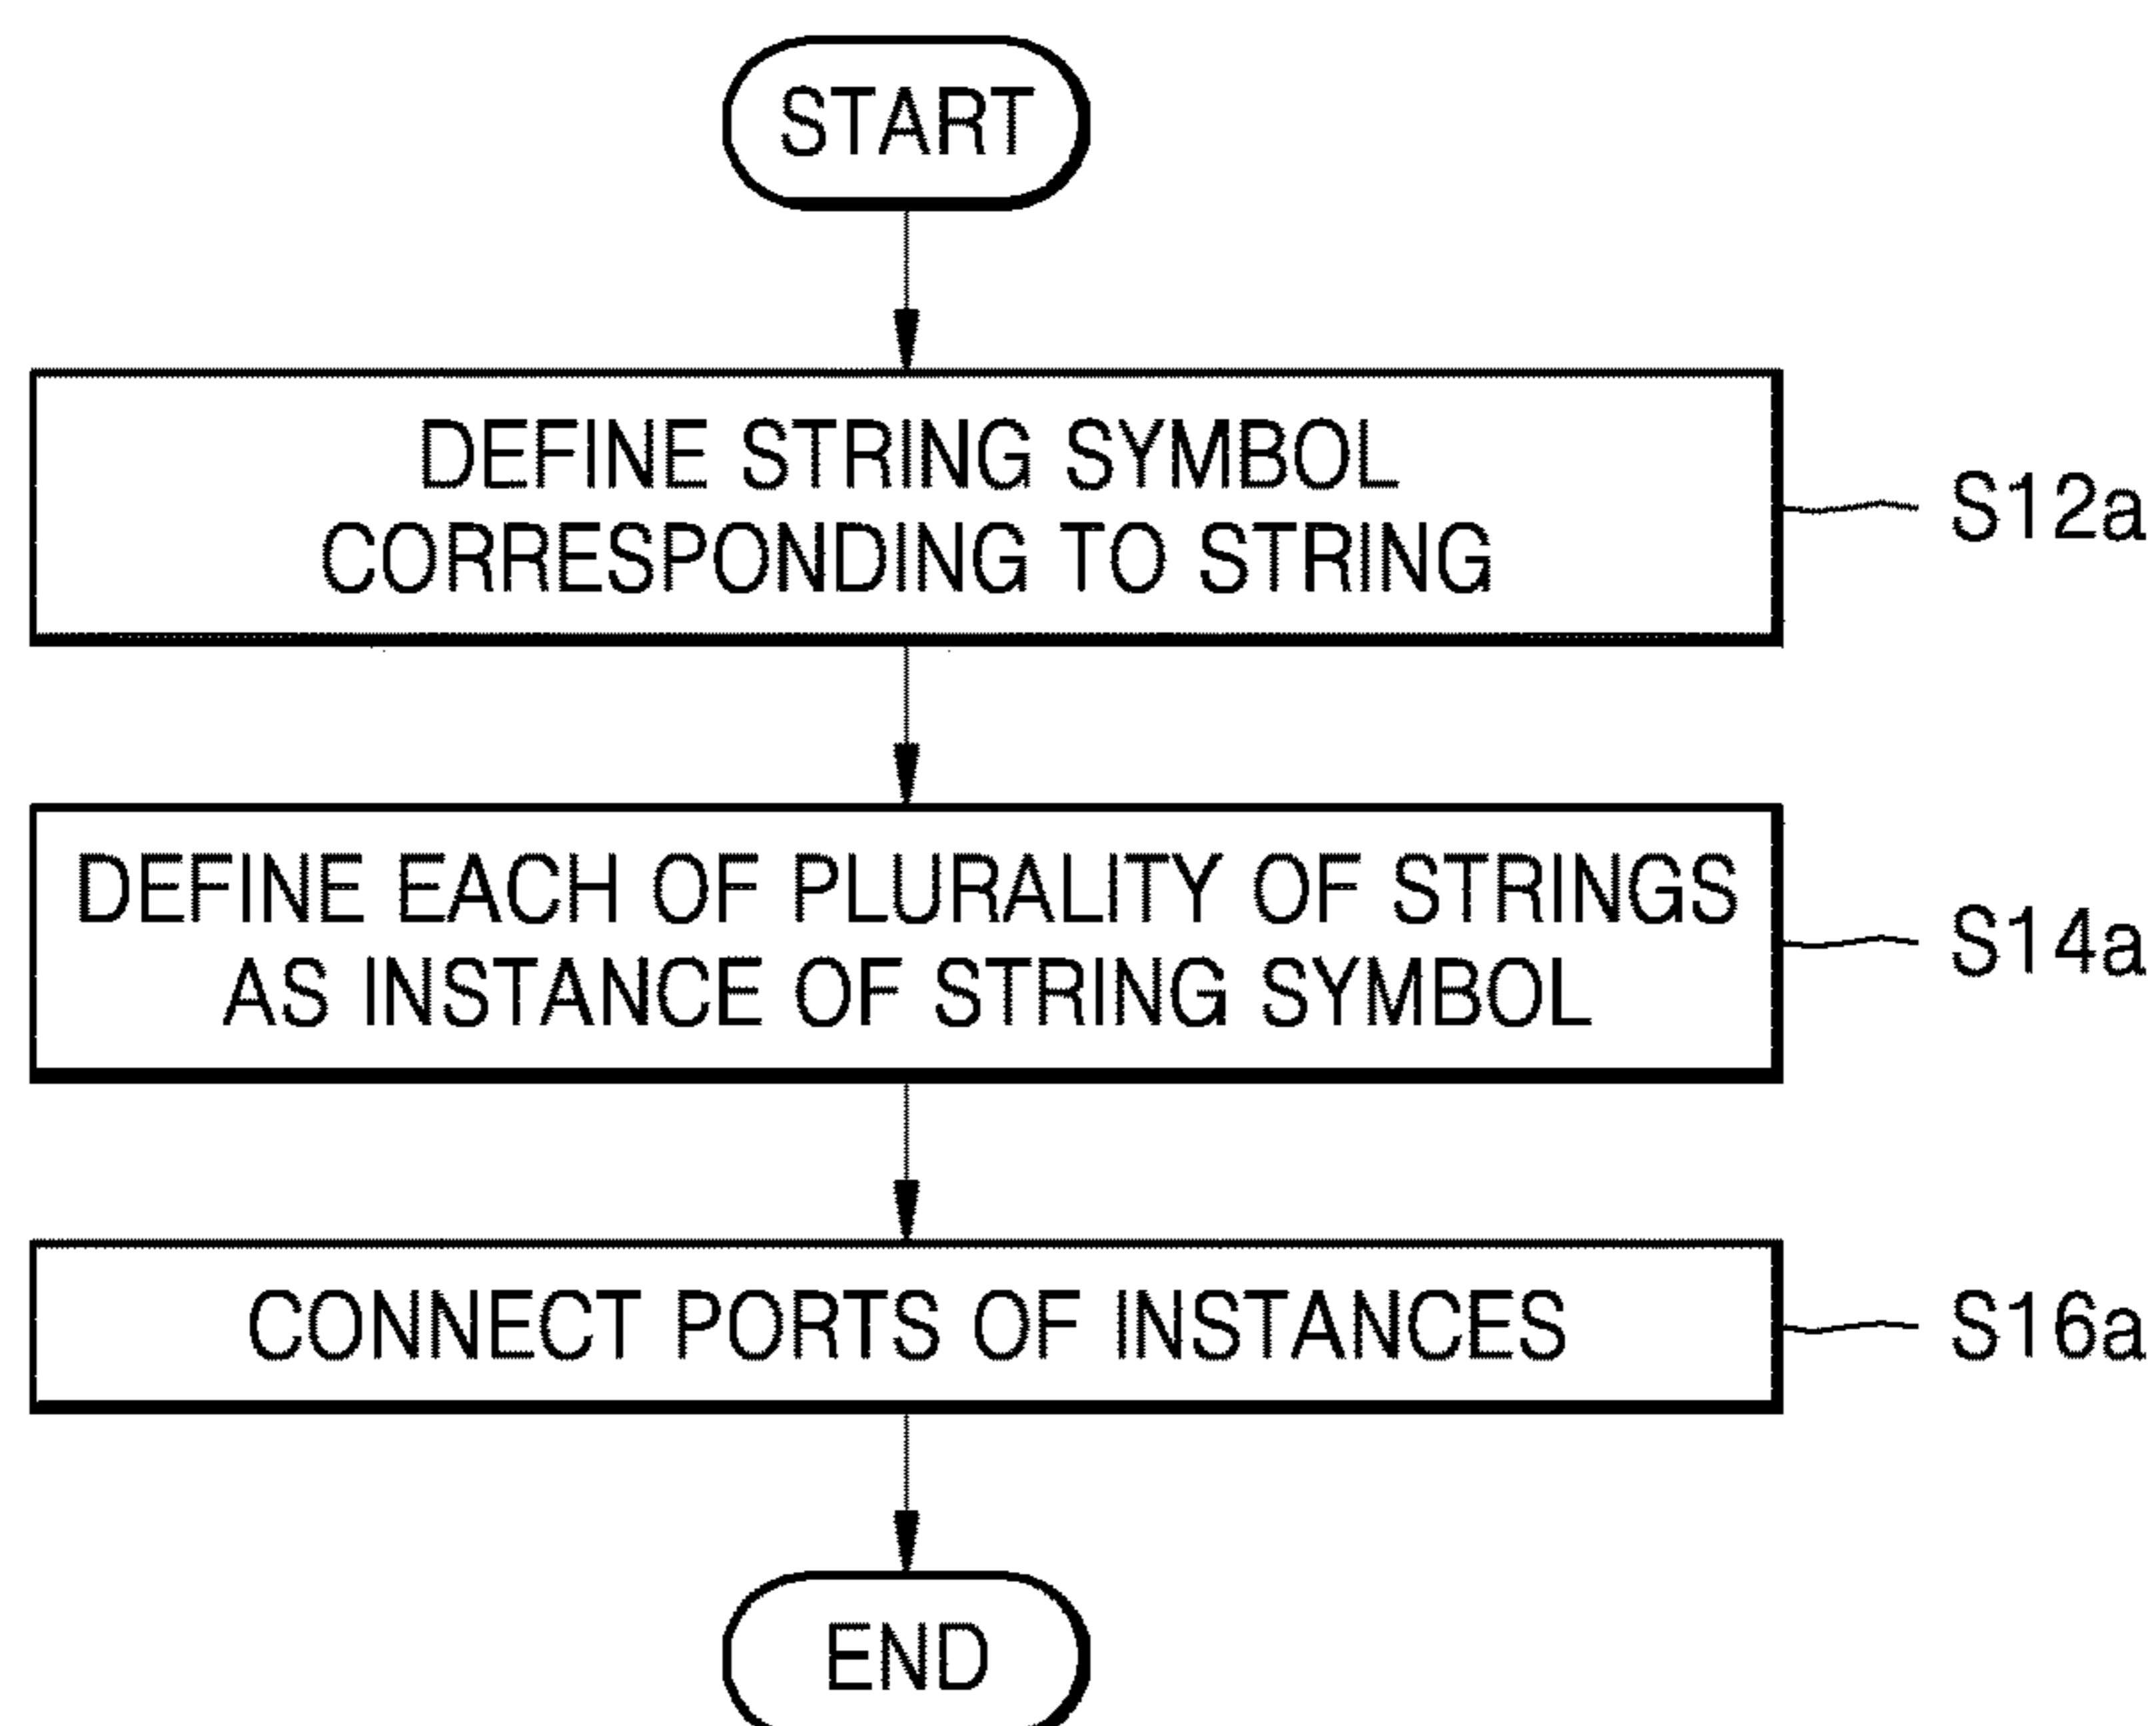 START
DEFINE STRING SYMBOL
CORRESPONDING TO STRING
S12a
DEFINE EACH OF PLURALITY OF STRINGS
AS INSTANCE OF STRING SYMBOL
S14a
CONNECT PORTS OF INSTANCES
S16a
END